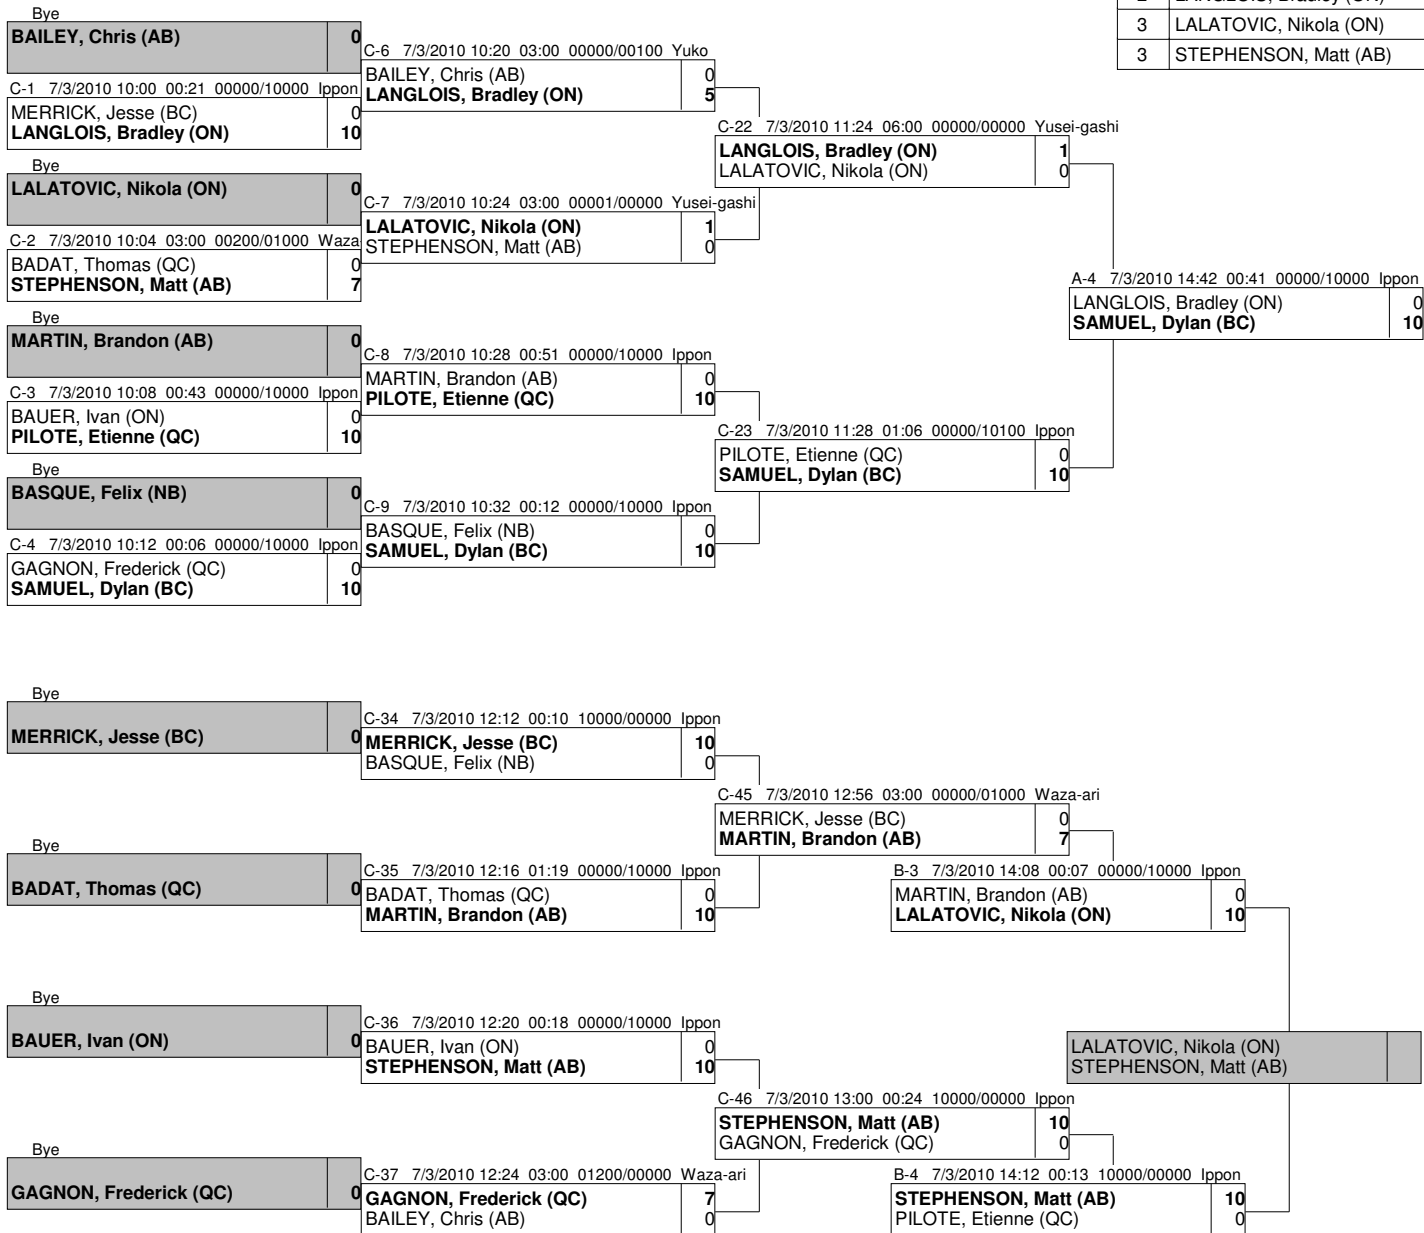 2 LANGLOIS, Bradley (ON)
3 LALATOVIC, Nikola (ON)
3 STEPHENSON, Matt (AB)
Bye
BAILEY, Chris (AB) 0
C-1 7/3/2010 10:00 00:21 00000/10000 Ippon
MERRICK, Jesse (BC) 0
LANGLOIS, Bradley (ON) 10
Bye
LALATOVIC, Nikola (ON) 0
C-2 7/3/2010 10:04 03:00 00200/01000 Waza-
BADAT, Thomas (QC) 0
STEPHENSON, Matt (AB) 7
Bye
MARTIN, Brandon (AB) 0
C-3 7/3/2010 10:08 00:43 00000/10000 Ippon
BAUER, Ivan (ON) 0
PILOTE, Etienne (QC) 10
Bye
BASQUE, Felix (NB) 0
C-4 7/3/2010 10:12 00:06 00000/10000 Ippon
GAGNON, Frederick (QC) 0
SAMUEL, Dylan (BC) 10
C-6 7/3/2010 10:20 03:00 00000/00100 Yuko
BAILEY, Chris (AB) 0
LANGLOIS, Bradley (ON) 5
C-7 7/3/2010 10:24 03:00 00001/00000 Yusei-gashi
LALATOVIC, Nikola (ON) 1
STEPHENSON, Matt (AB) 0
C-8 7/3/2010 10:28 00:51 00000/10000 Ippon
MARTIN, Brandon (AB) 0
PILOTE, Etienne (QC) 10
C-9 7/3/2010 10:32 00:12 00000/10000 Ippon
BASQUE, Felix (NB) 0
SAMUEL, Dylan (BC) 10
C-22 7/3/2010 11:24 06:00 00000/00000 Yusei-gashi
LANGLOIS, Bradley (ON) 1
LALATOVIC, Nikola (ON) 0
C-23 7/3/2010 11:28 01:06 00000/10100 Ippon
PILOTE, Etienne (QC) 0
SAMUEL, Dylan (BC) 10
A-4 7/3/2010 14:42 00:41 00000/10000 Ippon
LANGLOIS, Bradley (ON) 0
SAMUEL, Dylan (BC) 10
Bye
MERRICK, Jesse (BC) 0
Bye
BADAT, Thomas (QC) 0
Bye
BAUER, Ivan (ON) 0
Bye
GAGNON, Frederick (QC) 0
C-34 7/3/2010 12:12 00:10 10000/00000 Ippon
MERRICK, Jesse (BC) 10
BASQUE, Felix (NB) 0
C-35 7/3/2010 12:16 01:19 00000/10000 Ippon
BADAT, Thomas (QC) 0
MARTIN, Brandon (AB) 10
C-36 7/3/2010 12:20 00:18 00000/10000 Ippon
BAUER, Ivan (ON) 0
STEPHENSON, Matt (AB) 10
C-37 7/3/2010 12:24 03:00 01200/00000 Waza-ari
GAGNON, Frederick (QC) 7
BAILEY, Chris (AB) 0
C-45 7/3/2010 12:56 03:00 00000/01000 Waza-ari
MERRICK, Jesse (BC) 0
MARTIN, Brandon (AB) 7
C-46 7/3/2010 13:00 00:24 10000/00000 Ippon
STEPHENSON, Matt (AB) 10
GAGNON, Frederick (QC) 0
B-3 7/3/2010 14:08 00:07 00000/10000 Ippon
MARTIN, Brandon (AB) 0
LALATOVIC, Nikola (ON) 10
B-4 7/3/2010 14:12 00:13 10000/00000 Ippon
STEPHENSON, Matt (AB) 10
PILOTE, Etienne (QC) 0
LALATOVIC, Nikola (ON)
STEPHENSON, Matt (AB)